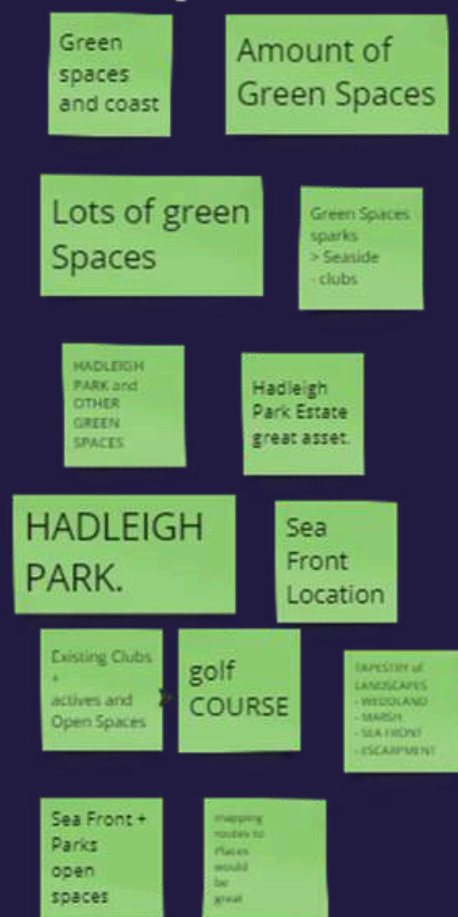 Green
spaces
and coast
Amount of
Green Spaces
Lots of green
Spaces
Green Spaces
sparks
> Seaside
- clubs
HADLEIGH
PARK and
OTHER
GREEN
SPACES
Hadleigh
Park Estate
great asset.
HADLEIGH
PARK.
Sea
Front
Location
Existing Clubs
+
actives and
Open Spaces
golf
COURSE
TAPESTRY of
LANDSCAPES
- WEDDLAND
- MARSH
- SEA FRONT
- ESCARPMENT
Sea Front +
Parks
open
spaces
mapping
routes to
Places
would
be
great